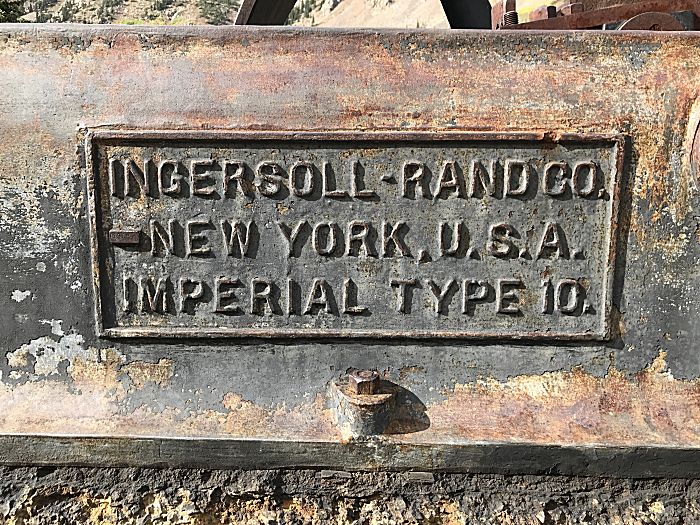 INGERSOLL-RAND CO.
NEW YORK, U.S.A.
IMPERIAL TYPE 10.